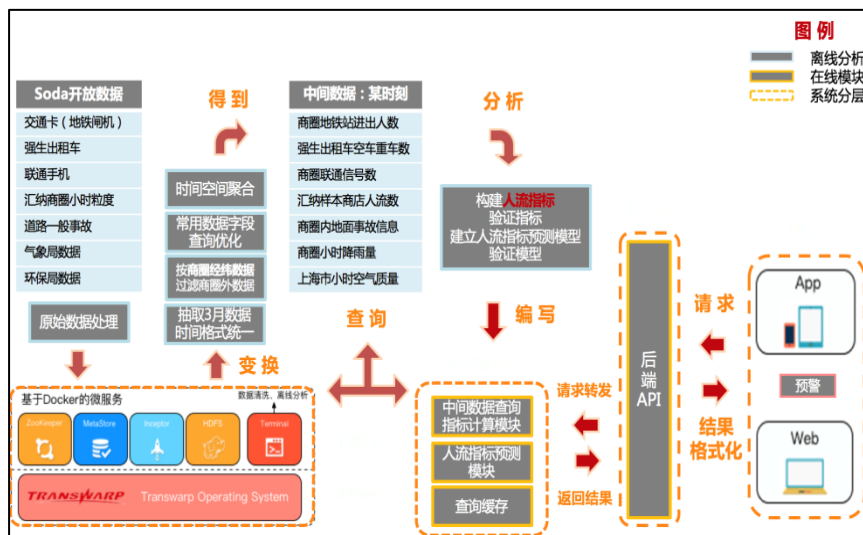 图例
离线分析
在线模块
系统分层
Soda开放数据
交通卡（地铁闸机）
强生出租车
联通手机
汇纳商圈小时粒度
道路一般事故
气象局数据
环保局数据
原始数据处理
得到
时间空间聚合
常用数据字段
查询优化
按商圈经纬数据
过滤商圈外数据
抽取3月数据
时间格式统一
变换
中间数据：某时刻
商圈地铁站进出人数
强生出租车空车重车数
商圈联通信号数
汇纳样本商店人流数
商圈内地面事故信息
商圈小时降雨量
上海市小时空气质量
查询
分析
构建人流指标
验证指标
建立人流指标预测模型
验证模型
编写
基于Docker的微服务
数据清洗、离线分析
ZooKeeper
MetaStore
Inceptor
HDFS
Terminal
TRANSWARP
Transwarp Operating System
中间数据查询
指标计算模块
人流指标预测
模块
查询缓存
请求转发
返回结果
后端
API
请求
结果
格式化
App
预警
Web